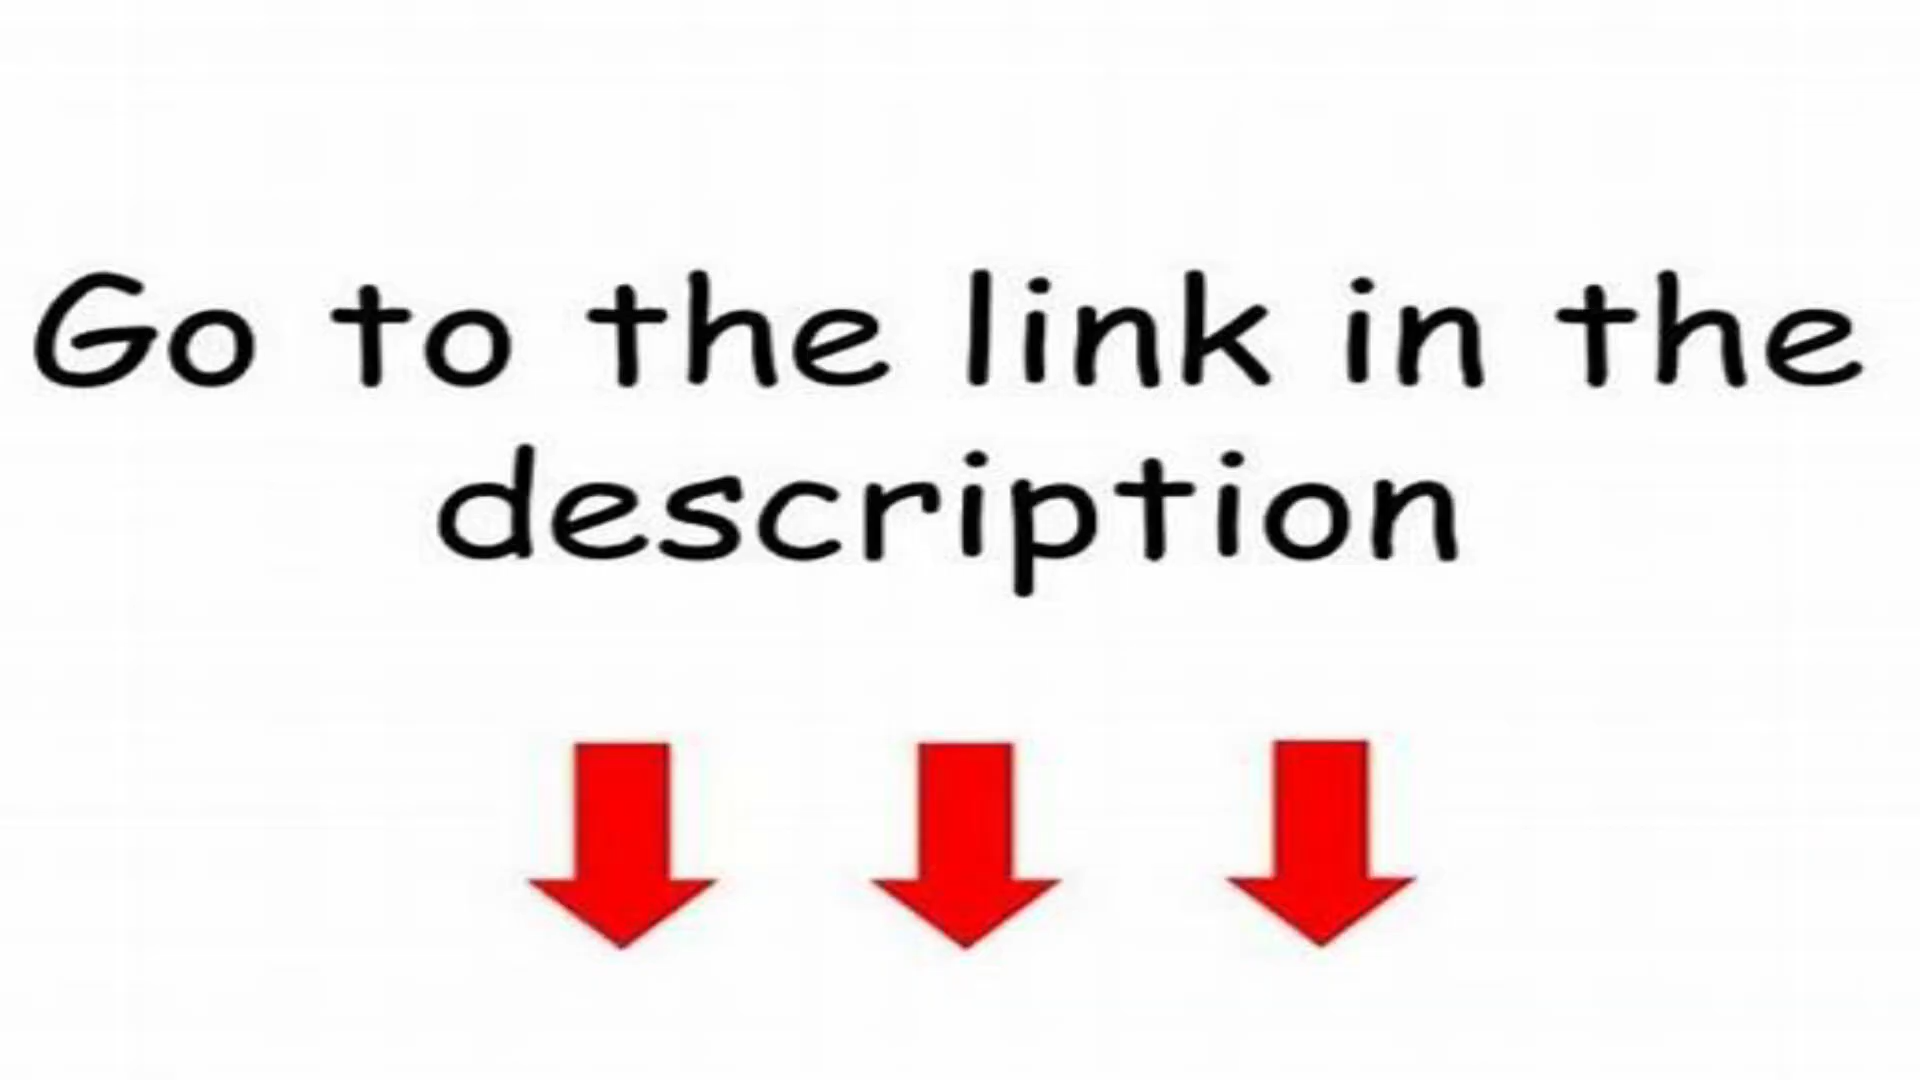 Go to the link in the
description